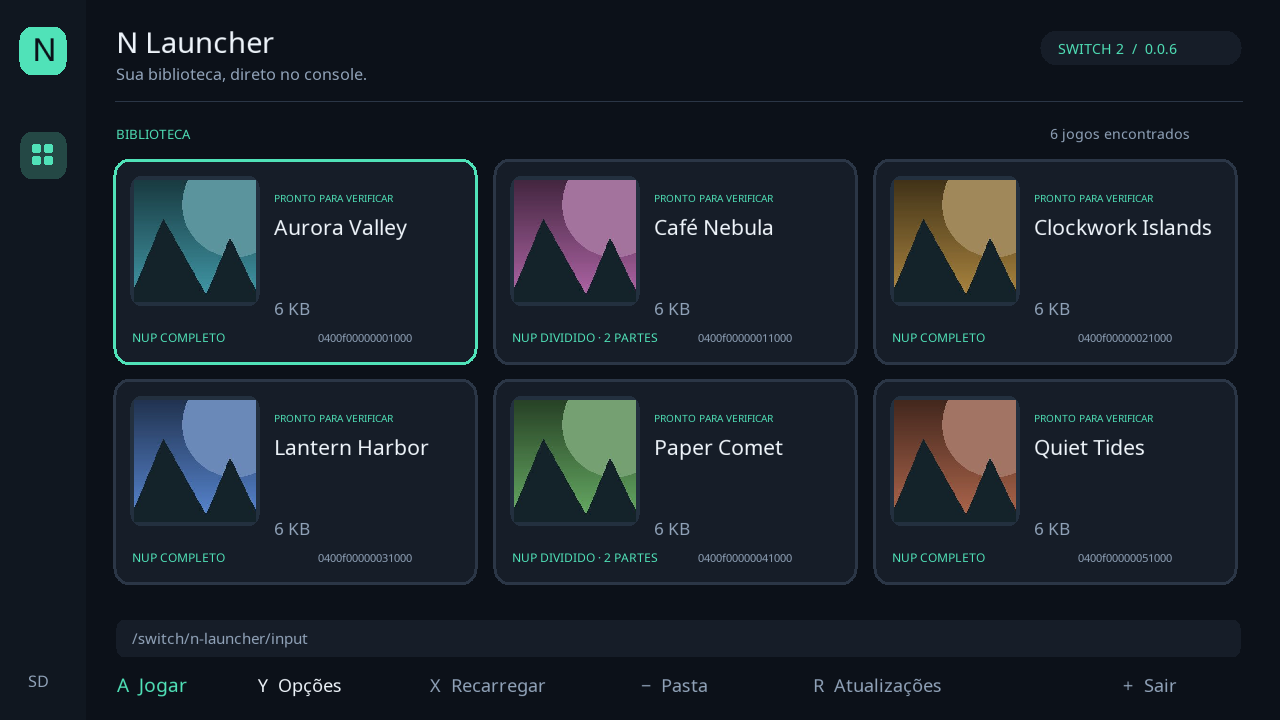 N
N Launcher
SWITCH 2 / 0.0.6
Sua biblioteca, direto no console.
BIBLIOTECA
6 jogos encontrados
PRONTO PARA VERIFICAR
Aurora Valley
6 KB
NUP COMPLETO
0400f00000001000
PRONTO PARA VERIFICAR
Café Nebula
6 KB
NUP DIVIDIDO · 2 PARTES
0400f00000011000
PRONTO PARA VERIFICAR
Clockwork Islands
6 KB
NUP COMPLETO
0400f00000021000
PRONTO PARA VERIFICAR
Lantern Harbor
6 KB
NUP COMPLETO
0400f00000031000
PRONTO PARA VERIFICAR
Paper Comet
6 KB
NUP DIVIDIDO · 2 PARTES
0400f00000041000
PRONTO PARA VERIFICAR
Quiet Tides
6 KB
NUP COMPLETO
0400f00000051000
/switch/n-launcher/input
SD
A Jogar
Y Opções
X Recarregar
− Pasta
R Atualizações
+ Sair